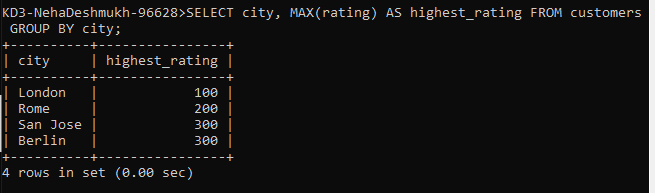 KD3-NehaDeshmukh-96628>SELECT city, MAX(rating) AS highest_rating FROM customers
 GROUP BY city;
+----------+----------------+
| city     | highest_rating |
+----------+----------------+
| London   |            100 |
| Rome     |            200 |
| San Jose |            300 |
| Berlin   |            300 |
+----------+----------------+
4 rows in set (0.00 sec)